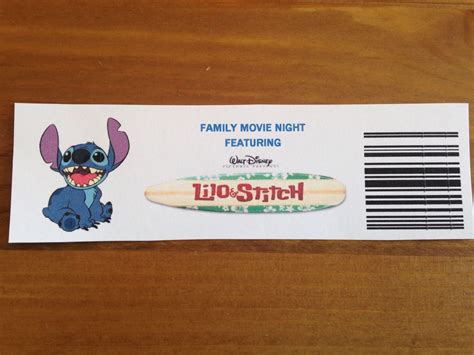 FAMILY MOVIE NIGHT
FEATURING
WALT DISNEY
LILO & STITCH